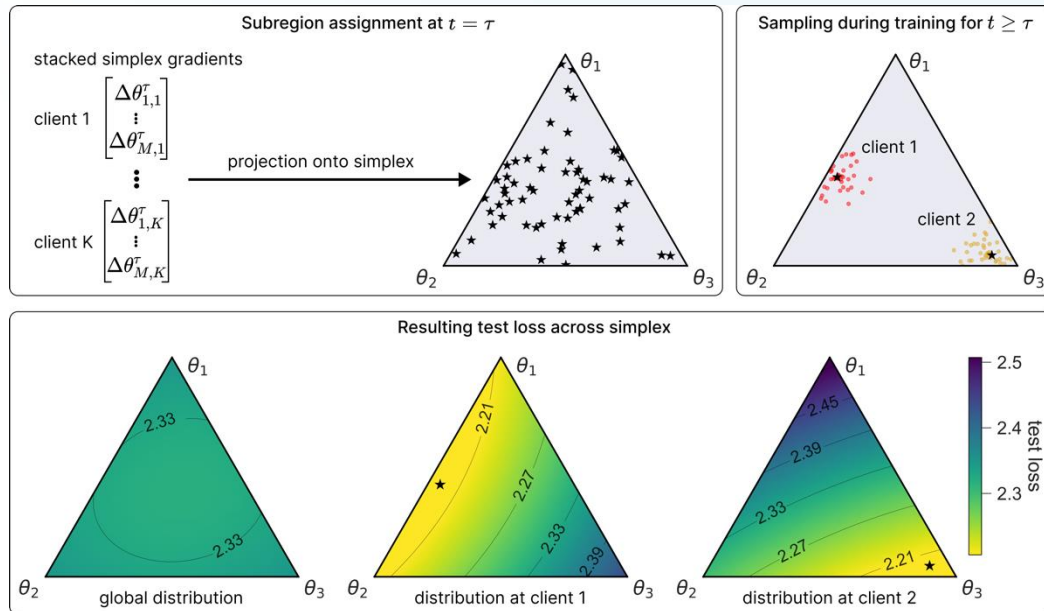 Subregion assignment at t = τ
stacked simplex gradients
client 1
Δθ^τ_{1,1}
⋮
Δθ^τ_{M,1}
⋮
client K
Δθ^τ_{1,K}
⋮
Δθ^τ_{M,K}
projection onto simplex
θ₁
θ₂
θ₃
Sampling during training for t ≥ τ
θ₁
client 1
client 2
θ₂
θ₃
Resulting test loss across simplex
θ₁
2.33
2.33
θ₂
θ₃
global distribution
θ₁
2.21
2.27
2.33
2.39
θ₂
θ₃
distribution at client 1
θ₁
2.45
2.39
2.33
2.27
2.21
θ₂
θ₃
distribution at client 2
2.5
2.4
2.3
test loss